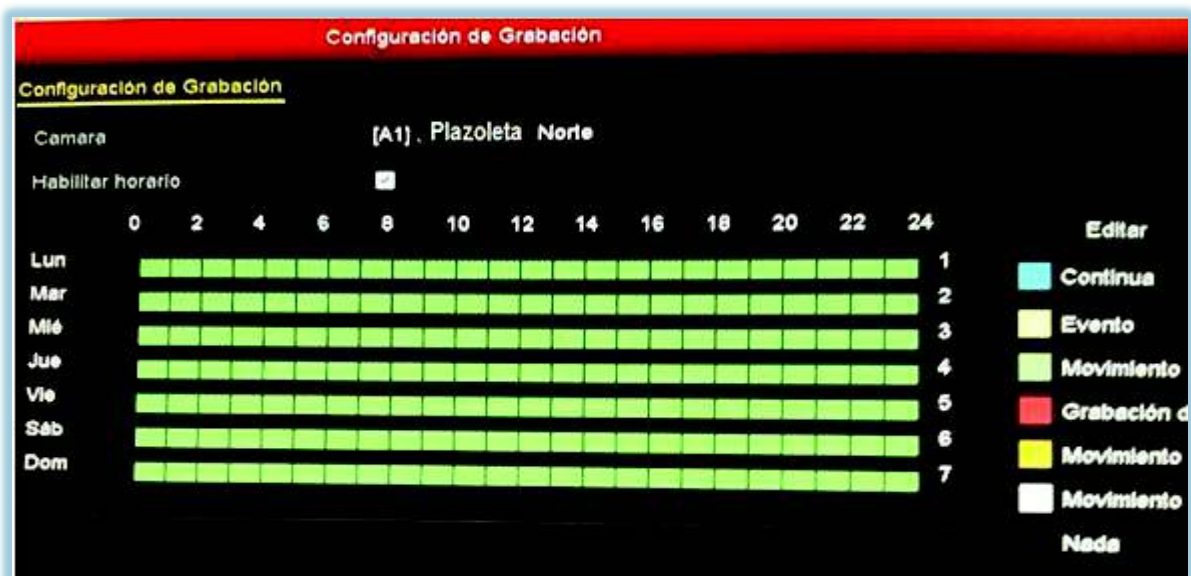 Configuración de Grabación
Configuración de Grabación
Camara [A1] . Plazoleta Norte
Habilitar horario
0 2 4 6 8 10 12 14 16 18 20 22 24
Editar
Lun 1
Continua
Mar 2
Mié 3
Evento
Jue 4
Movimiento
Vie 5
Grabación d
Sáb 6
Movimiento
Dom 7
Movimiento
Nada